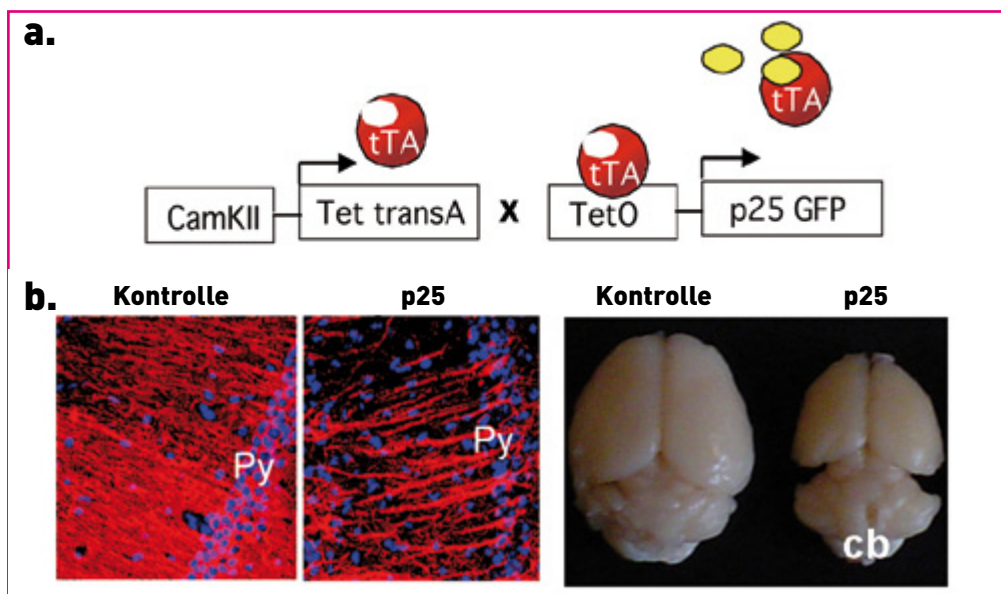 a.
tTA
tTA
tTA
CamKII
Tet transA
x
TetO
p25 GFP
b.
Kontrolle
p25
Kontrolle
p25
Py
Py
cb